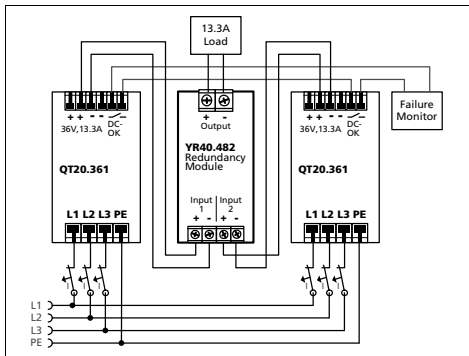 13.3A
Load
+ -
Output
YR40.482
Redundancy
Module
Input Input
1 2
+ - + -
+ + - -
36V,13.3A DC-
OK
QT20.361
L1 L2 L3 PE
+ + - -
36V,13.3A DC-
OK
QT20.361
L1 L2 L3 PE
Failure
Monitor
I I I
I I I
L1
L2
L3
PE